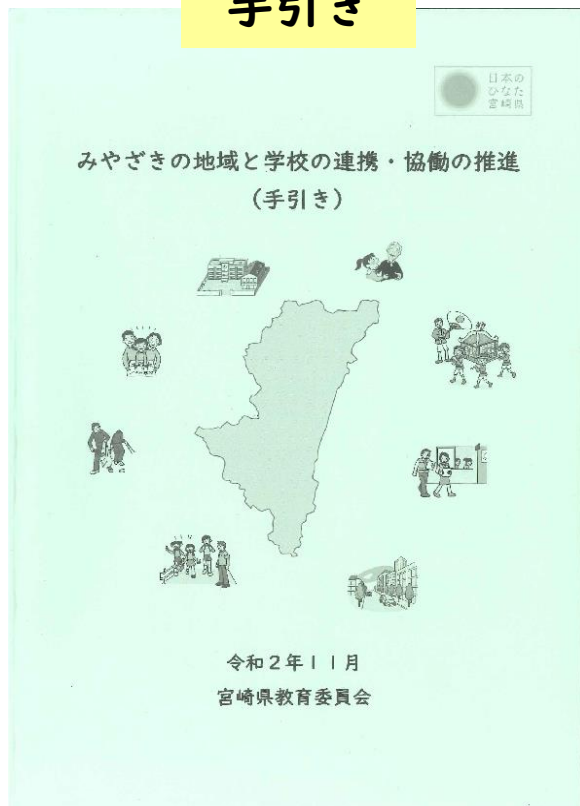 手引き
日本の
ひなた
宮崎県
みやざきの地域と学校の連携・協働の推進
(手引き)
令和2年11月
宮崎県教育委員会